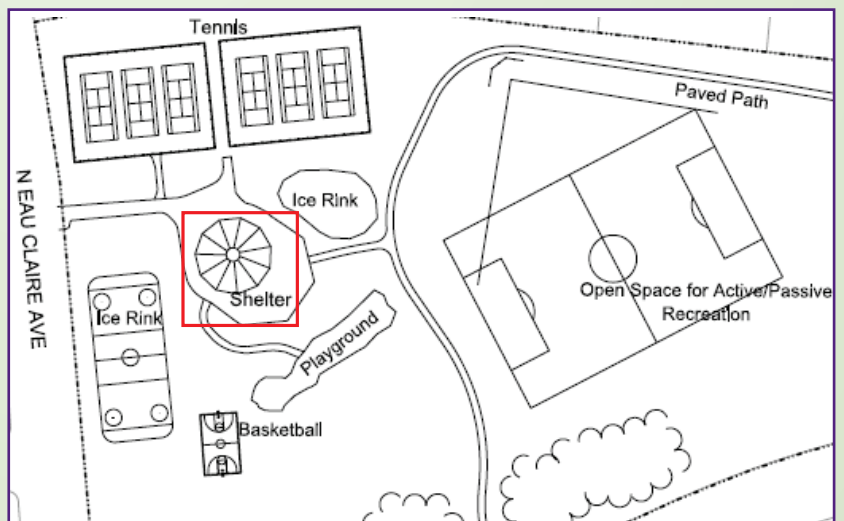 Tennis
Paved Path
N EAU CLAIRE AVE
Ice Rink
Shelter
Open Space for Active/Passive
Recreation
Ice Rink
Playground
Basketball